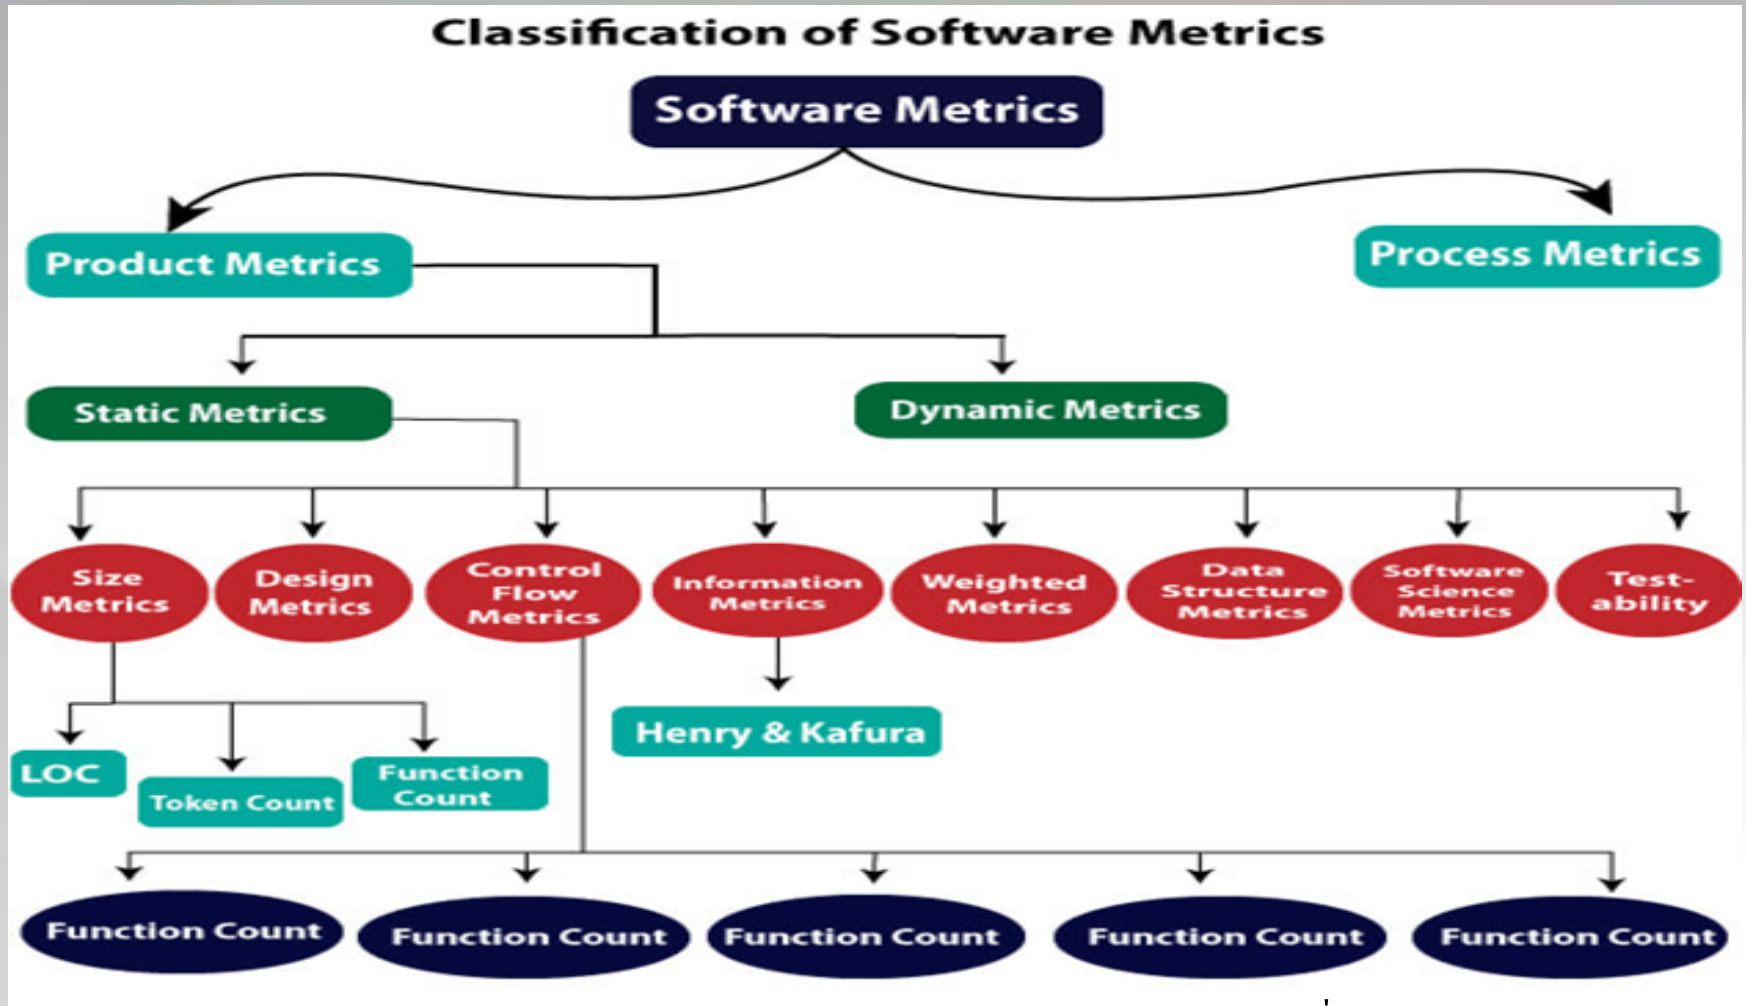 Classification of Software Metrics
Software Metrics
Product Metrics
Process Metrics
Static Metrics
Dynamic Metrics
Size
Metrics
Design
Metrics
Control
Flow
Metrics
Information
Metrics
Weighted
Metrics
Data
Structure
Metrics
Software
Science
Metrics
Test-
ability
Henry & Kafura
LOC
Token Count
Function
Count
Function Count
Function Count
Function Count
Function Count
Function Count